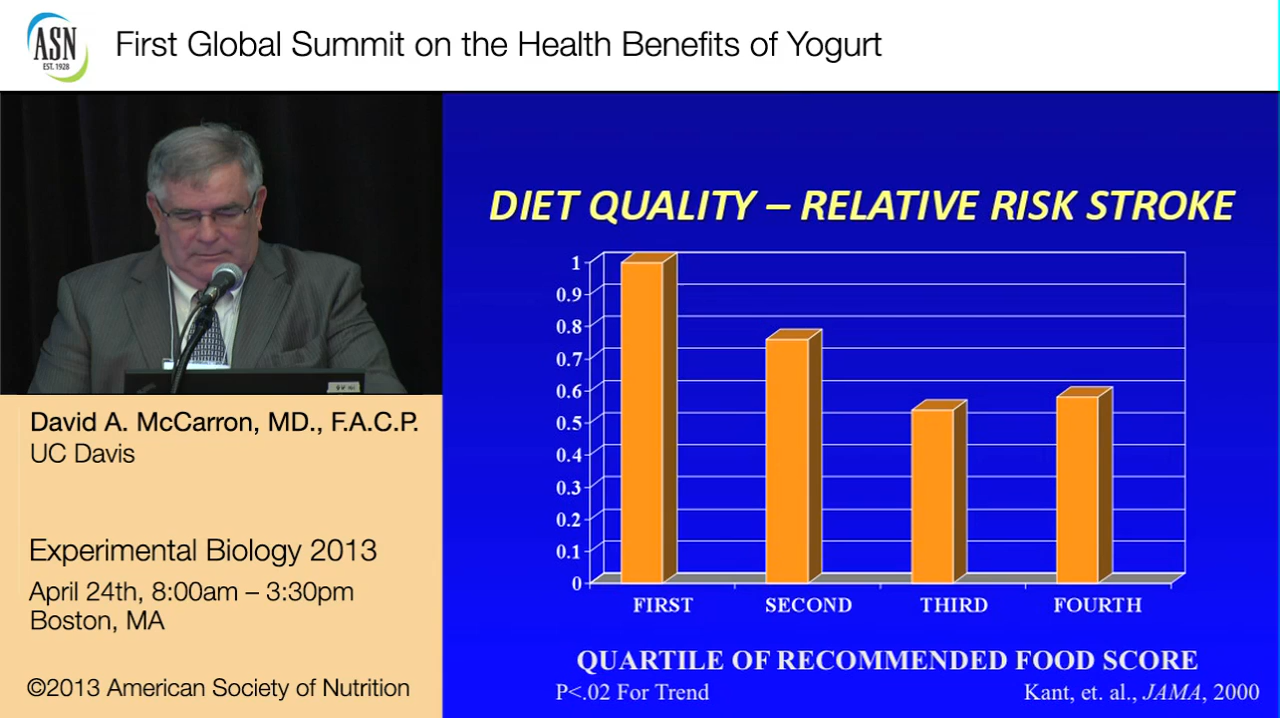 ASN
EST. 1928
First Global Summit on the Health Benefits of Yogurt
David A. McCarron, MD., F.A.C.P.
UC Davis
Experimental Biology 2013
April 24th, 8:00am – 3:30pm
Boston, MA
©2013 American Society of Nutrition
DIET QUALITY – RELATIVE RISK STROKE
1
0.9
0.8
0.7
0.6
0.5
0.4
0.3
0.2
0.1
0
FIRST SECOND THIRD FOURTH
QUARTILE OF RECOMMENDED FOOD SCORE
P<.02 For Trend
Kant, et. al., JAMA, 2000